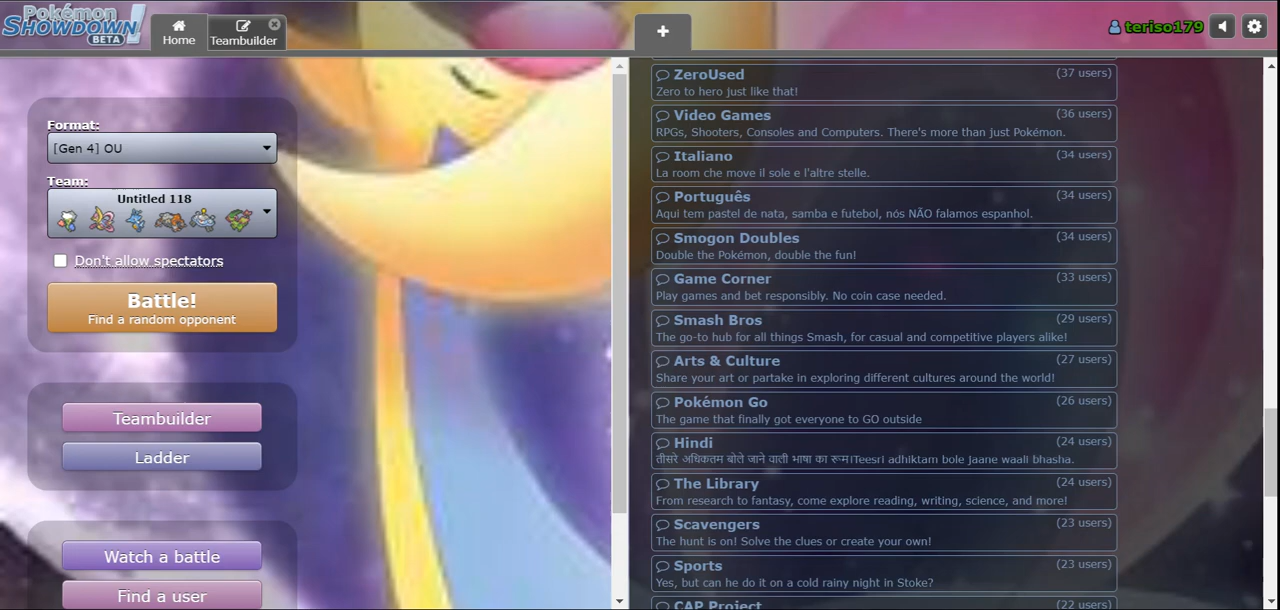 Pokémon
SHOWDOWN!
BETA
Home
Teambuilder
+
teriso179
Format:
[Gen 4] OU
Team:
Untitled 118
Don't allow spectators
Battle!
Find a random opponent
Teambuilder
Ladder
Watch a battle
Find a user
ZeroUsed (37 users)
Zero to hero just like that!
Video Games (36 users)
RPGs, Shooters, Consoles and Computers. There's more than just Pokémon.
Italiano (34 users)
La room che move il sole e l'altre stelle.
Português (34 users)
Aqui tem pastel de nata, samba e futebol, nós NÃO falamos espanhol.
Smogon Doubles (34 users)
Double the Pokémon, double the fun!
Game Corner (33 users)
Play games and bet responsibly. No coin case needed.
Smash Bros (29 users)
The go-to hub for all things Smash, for casual and competitive players alike!
Arts & Culture (27 users)
Share your art or partake in exploring different cultures around the world!
Pokémon Go (26 users)
The game that finally got everyone to GO outside
Hindi (24 users)
तीसरे अधिकतम बोले जाने वाली भाषा का रूम।Teesri adhiktam bole jaane waali bhasha.
The Library (24 users)
From research to fantasy, come explore reading, writing, science, and more!
Scavengers (23 users)
The hunt is on! Solve the clues or create your own!
Sports (23 users)
Yes, but can he do it on a cold rainy night in Stoke?
CAP Project (22 users)